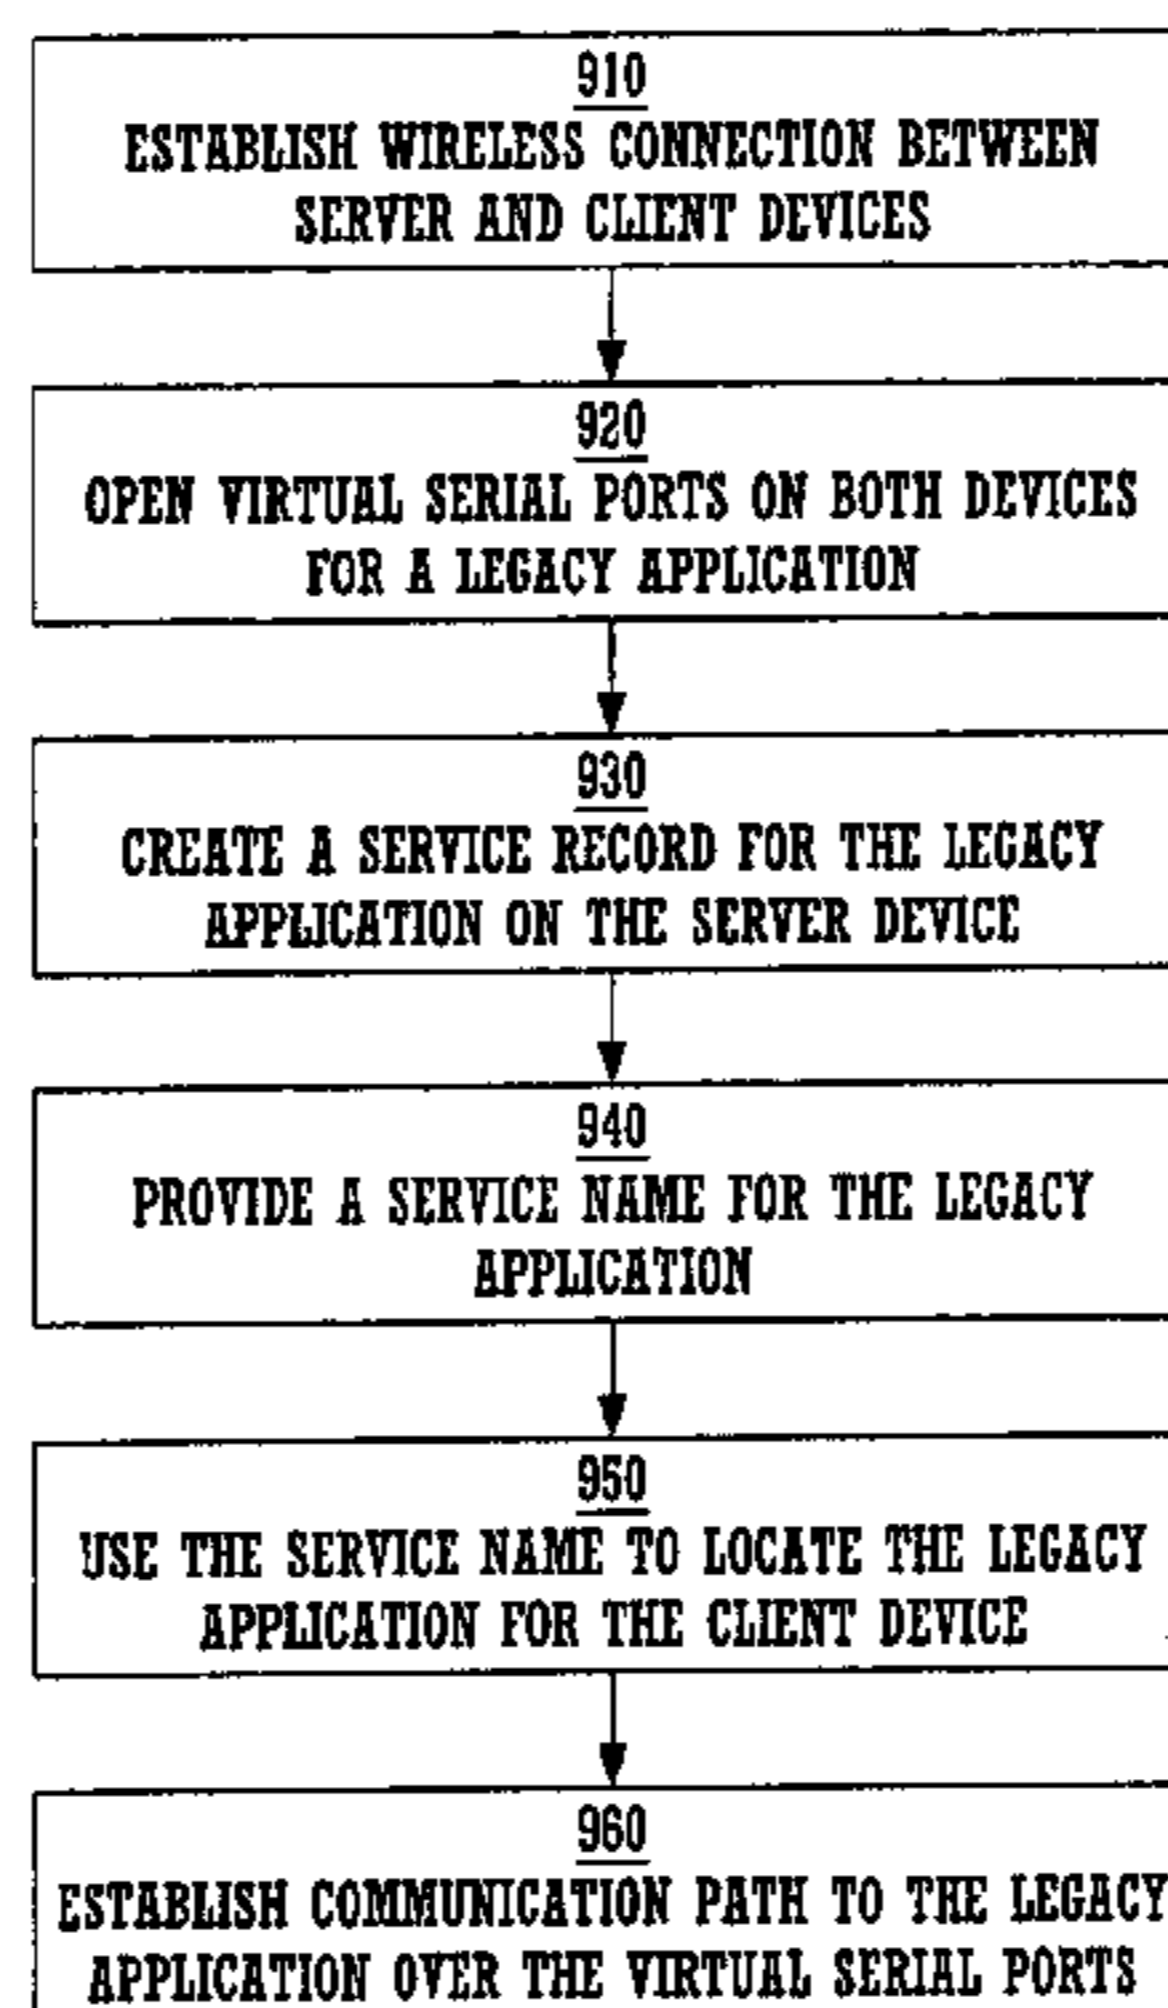 910
ESTABLISH WIRELESS CONNECTION BETWEEN
SERVER AND CLIENT DEVICES
920
OPEN VIRTUAL SERIAL PORTS ON BOTH DEVICES
FOR A LEGACY APPLICATION
930
CREATE A SERVICE RECORD FOR THE LEGACY
APPLICATION ON THE SERVER DEVICE
940
PROVIDE A SERVICE NAME FOR THE LEGACY
APPLICATION
950
USE THE SERVICE NAME TO LOCATE THE LEGACY
APPLICATION FOR THE CLIENT DEVICE
960
ESTABLISH COMMUNICATION PATH TO THE LEGACY
APPLICATION OVER THE VIRTUAL SERIAL PORTS